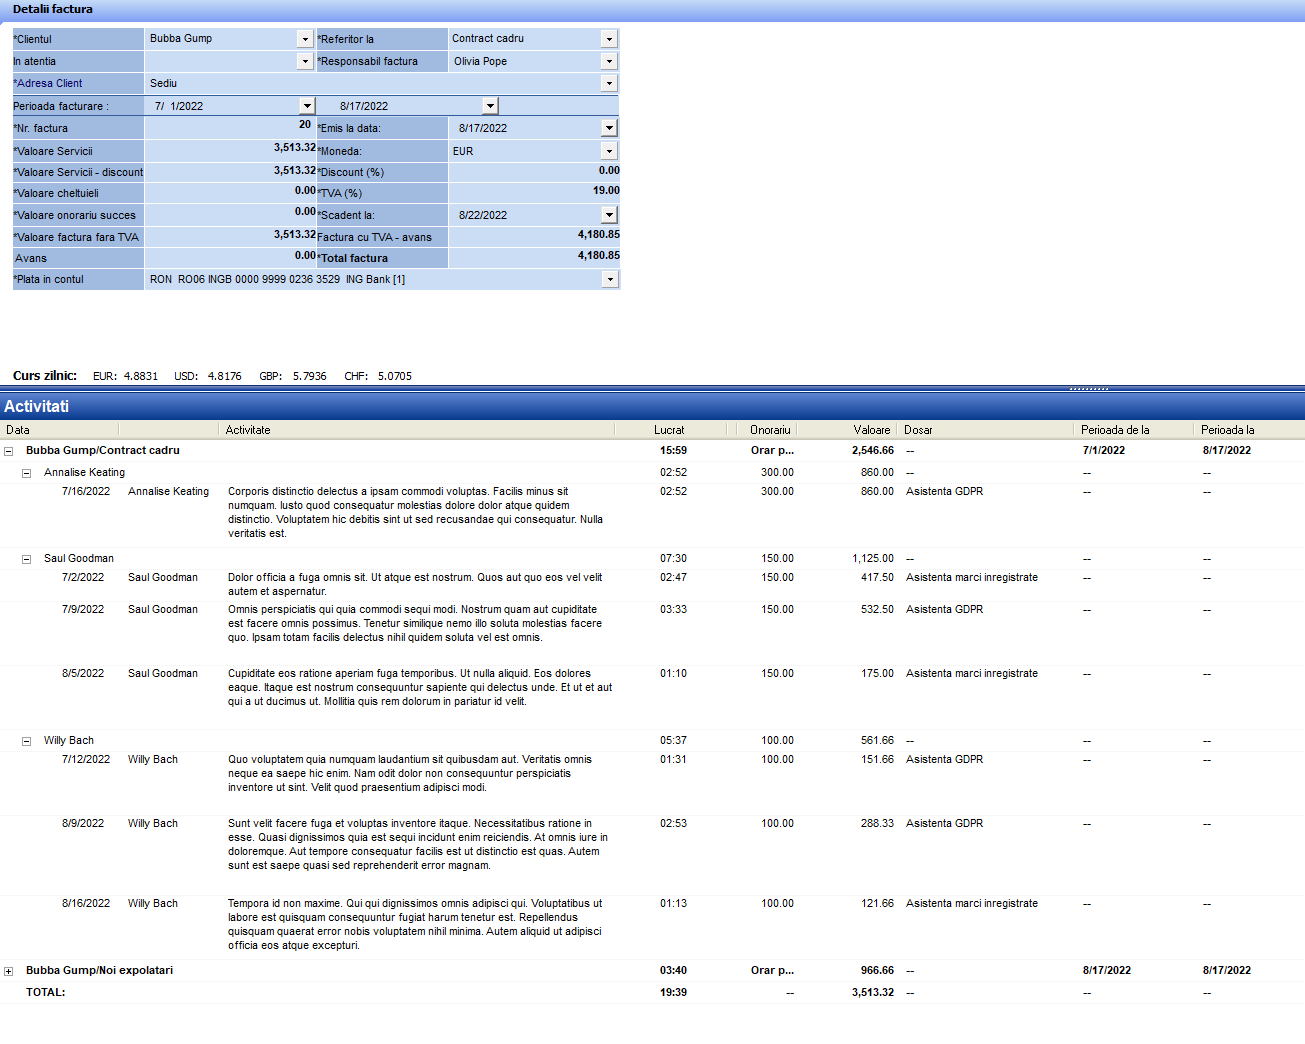 Detalii factura
*Clientul Bubba Gump *Referitor la Contract cadru
In atentia *Responsabil factura Olivia Pope
*Adresa Client Sediu
Perioada facturare : 7/ 1/2022 8/17/2022
*Nr. factura 20 *Emis la data: 8/17/2022
*Valoare Servicii 3,513.32 *Moneda: EUR
*Valoare Servicii - discount 3,513.32 *Discount (%) 0.00
*Valoare cheltuieli 0.00 *TVA (%) 19.00
*Valoare onorariu succes 0.00 *Scadent la: 8/22/2022
*Valoare factura fara TVA 3,513.32 Factura cu TVA - avans 4,180.85
Avans 0.00 *Total factura 4,180.85
*Plata in contul RON RO06 INGB 0000 9999 0236 3529 ING Bank [1]
Curs zilnic: EUR: 4.8831 USD: 4.8176 GBP: 5.7936 CHF: 5.0705
Activitati
Data Activitate Lucrat Onorariu Valoare Dosar Perioada de la Perioada la
Bubba Gump/Contract cadru 15:59 Orar p... 2,546.66 -- 7/1/2022 8/17/2022
Annalise Keating 02:52 300.00 860.00 -- -- --
7/16/2022 Annalise Keating Corporis distinctio delectus a ipsam commodi voluptas. Facilis minus sit 02:52 300.00 860.00 Asistenta GDPR -- --
numquam. Iusto quod consequatur molestias dolore dolor atque quidem
distinctio. Voluptatem hic debitis sint ut sed recusandae qui consequatur. Nulla
veritatis est.
Saul Goodman 07:30 150.00 1,125.00 -- -- --
7/2/2022 Saul Goodman Dolor officia a fuga omnis sit. Ut atque est nostrum. Quos aut quo eos vel velit 02:47 150.00 417.50 Asistenta marci inregistrate -- --
autem et aspernatur.
7/9/2022 Saul Goodman Omnis perspiciatis qui quia commodi sequi modi. Nostrum quam aut cupiditate 03:33 150.00 532.50 Asistenta GDPR -- --
est facere omnis possimus. Tenetur similique nemo illo soluta molestias facere
quo. Ipsam totam facilis delectus nihil quidem soluta vel est omnis.
8/5/2022 Saul Goodman Cupiditate eos ratione aperiam fuga temporibus. Ut nulla aliquid. Eos dolores 01:10 150.00 175.00 Asistenta marci inregistrate -- --
eaque. Itaque est nostrum consequuntur sapiente qui delectus unde. Et ut et aut
qui a ut ducimus ut. Mollitia quis rem dolorum in pariatur id velit.
Willy Bach 05:37 100.00 561.66 -- -- --
7/12/2022 Willy Bach Quo voluptatem quia numquam laudantium sit quibusdam aut. Veritatis omnis 01:31 100.00 151.66 Asistenta GDPR -- --
neque ea saepe hic enim. Nam odit dolor non consequuntur perspiciatis
inventore ut sint. Velit quod praesentium adipisci modi.
8/9/2022 Willy Bach Sunt velit facere fuga et voluptas inventore itaque. Necessitatibus ratione in 02:53 100.00 288.33 Asistenta GDPR -- --
esse. Quasi dignissimos quia est sequi incidunt enim reiciendis. At omnis iure in
doloremque. Aut tempore consequatur facilis est ut distinctio est quas. Autem
sunt est saepe quasi sed reprehenderit error magnam.
8/16/2022 Willy Bach Tempora id non maxime. Qui qui dignissimos omnis adipisci qui. Voluptatibus ut 01:13 100.00 121.66 Asistenta marci inregistrate -- --
labore est quisquam consequuntur fugiat harum tenetur est. Repellendus
quisquam quaerat error nobis voluptatem nihil minima. Autem aliquid ut adipisci
officia eos atque excepturi.
Bubba Gump/Noi expolatari 03:40 Orar p... 966.66 -- 8/17/2022 8/17/2022
TOTAL: 19:39 -- 3,513.32 -- -- --